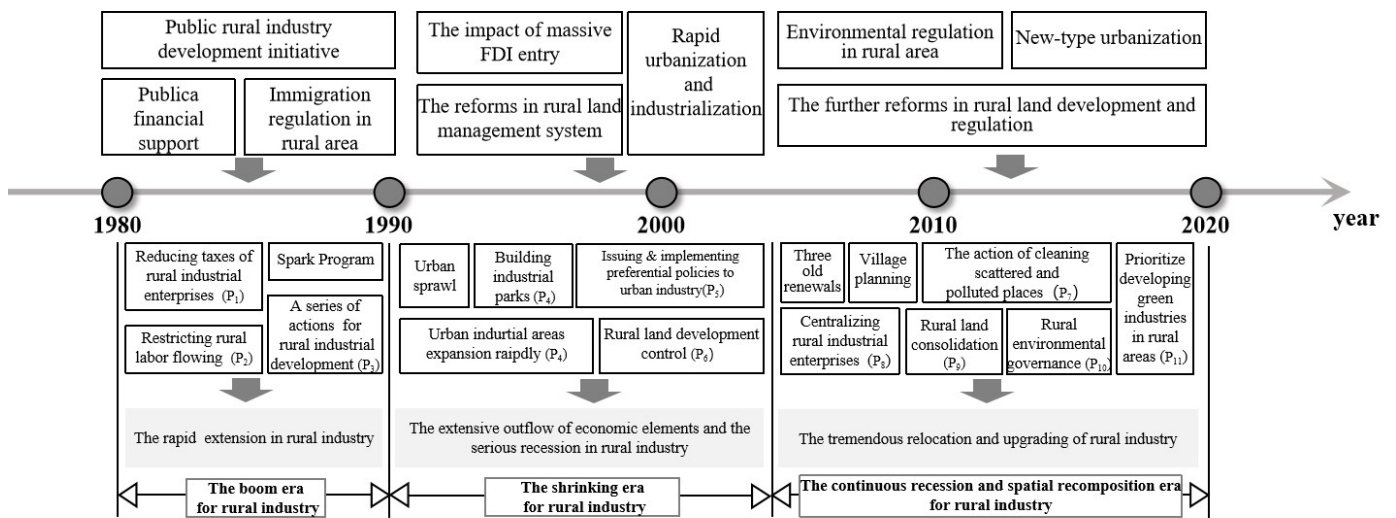 Public rural industry
development initiative
Publica
financial
support
Immigration
regulation in
rural area
The impact of massive
FDI entry
The reforms in rural land
management system
Rapid
urbanization
and
industrialization
Environmental regulation
in rural area
New-type urbanization
The further reforms in rural land development and
regulation
1980
1990
2000
2010
2020
year
Reducing taxes of
rural industrial
enterprises (P₁)
Spark Program
Restricting rural
labor flowing (P₂)
A series of
actions for
rural industrial
development (P₃)
Urban
sprawl
Building
industrial
parks (P₄)
Issuing & implementing
preferential policies to
urban industry(P₅)
Urban indurtial areas
expansion raipdly (P₄)
Rural land development
control (P₆)
Three
old
renewals
Village
planning
The action of cleaning
scattered and
polluted places (P₇)
Prioritize
developing
green
industries
in rural
areas (P₁₁)
Centralizing
rural industrial
enterprises (P₈)
Rural land
consolidation
(P₉)
Rural
environmental
governance (P₁₀)
The rapid extension in rural industry
The extensive outflow of economic elements and the
serious recession in rural industry
The tremendous relocation and upgrading of rural industry
The boom era
for rural industry
The shrinking era
for rural industry
The continuous recession and spatial recomposition era
for rural industry